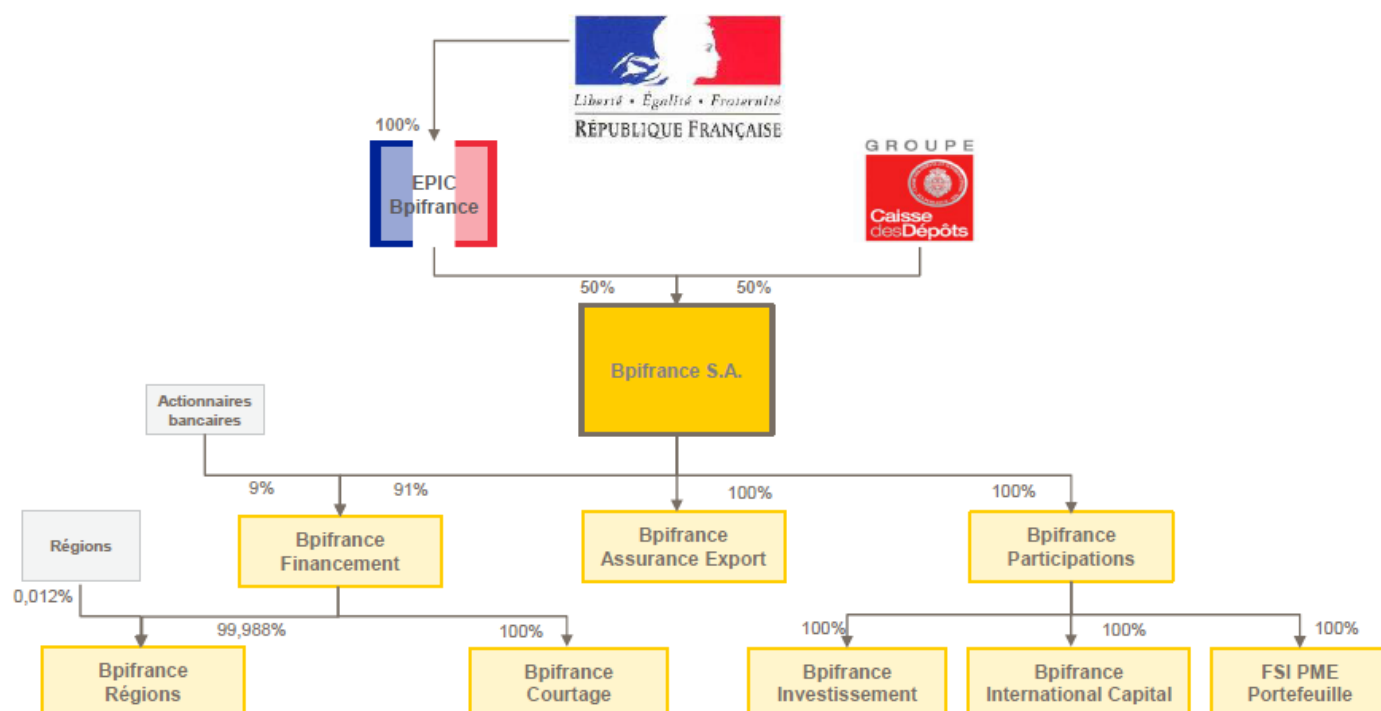 Liberté • Égalité • Fraternité
RÉPUBLIQUE FRANÇAISE
100%
EPIC
Bpifrance
GROUPE
Caisse
desDépôts
50%
50%
Bpifrance S.A.
Actionnaires
bancaires
9%
91%
100%
100%
Régions
Bpifrance
Financement
Bpifrance
Assurance Export
Bpifrance
Participations
0,012%
99,988%
100%
100%
100%
100%
Bpifrance
Régions
Bpifrance
Courtage
Bpifrance
Investissement
Bpifrance
International Capital
FSI PME
Portefeuille